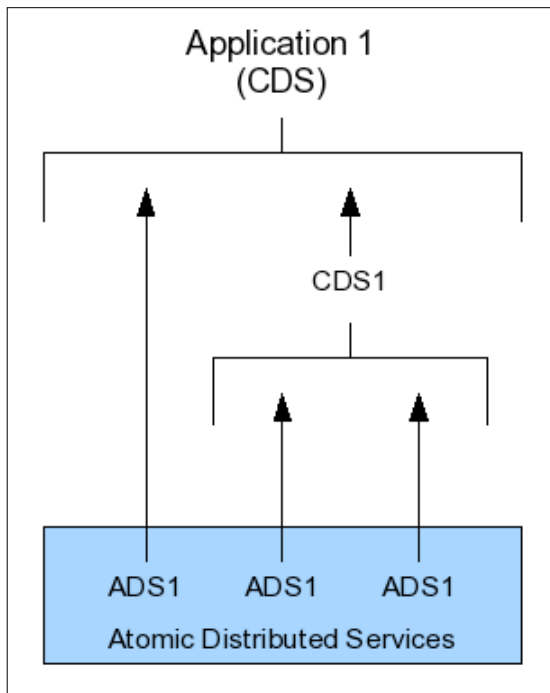 Application 1
(CDS)
CDS1
ADS1 ADS1 ADS1
Atomic Distributed Services